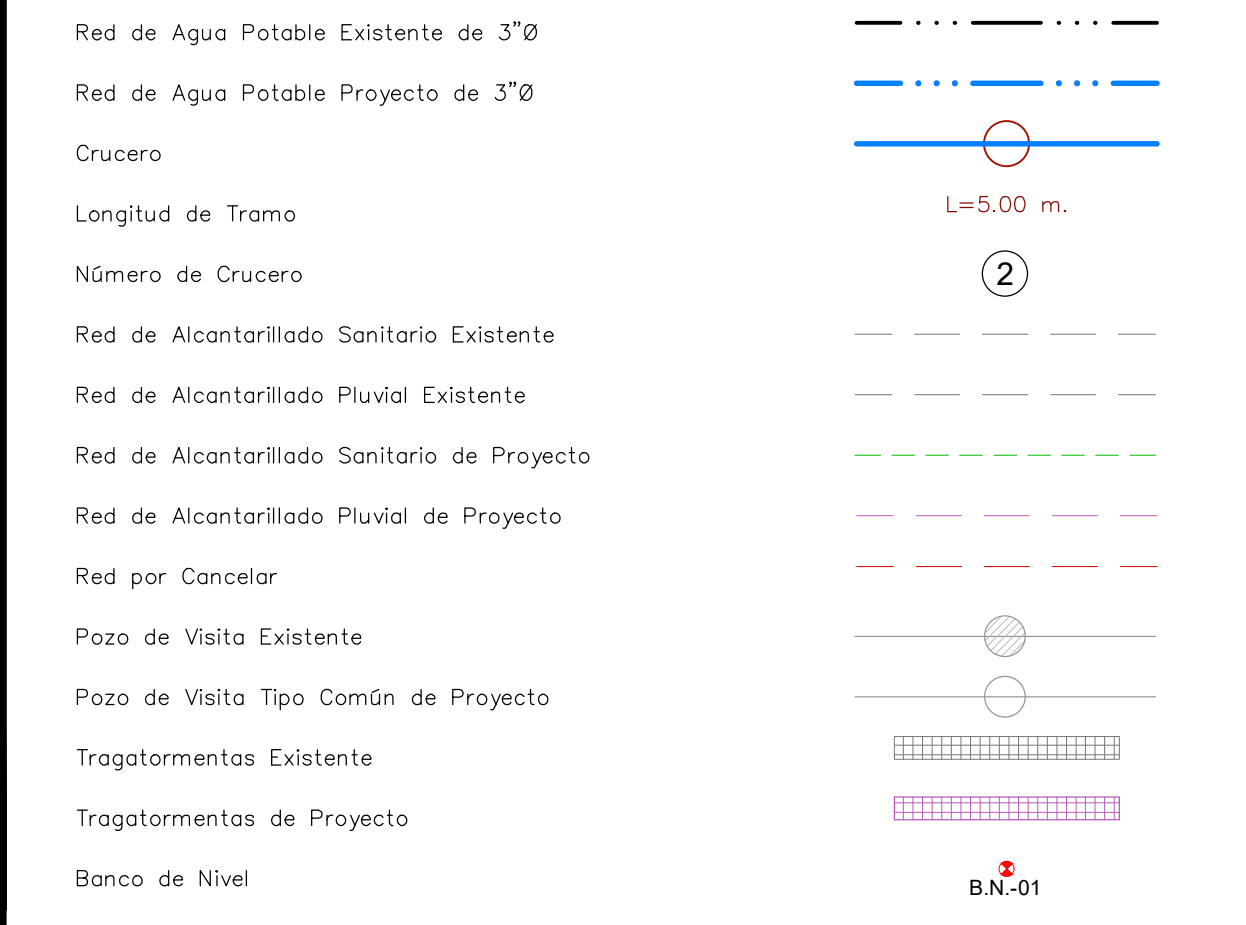 Red de Agua Potable Existente de 3”Ø
Red de Agua Potable Proyecto de 3”Ø
Crucero
Longitud de Tramo L=5.00 m.
Número de Crucero 2
Red de Alcantarillado Sanitario Existente
Red de Alcantarillado Pluvial Existente
Red de Alcantarillado Sanitario de Proyecto
Red de Alcantarillado Pluvial de Proyecto
Red por Cancelar
Pozo de Visita Existente
Pozo de Visita Tipo Común de Proyecto
Tragatormentas Existente
Tragatormentas de Proyecto
Banco de Nivel B.N.-01